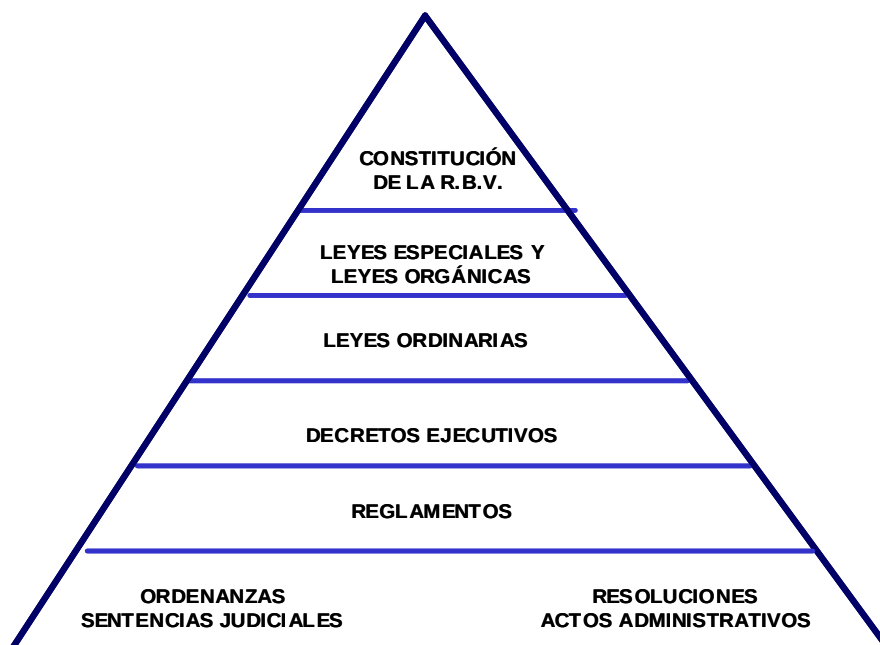 CONSTITUCIÓN
DE LA R.B.V.
LEYES ESPECIALES Y
LEYES ORGÁNICAS
LEYES ORDINARIAS
DECRETOS EJECUTIVOS
REGLAMENTOS
ORDENANZAS
SENTENCIAS JUDICIALES
RESOLUCIONES
ACTOS ADMINISTRATIVOS